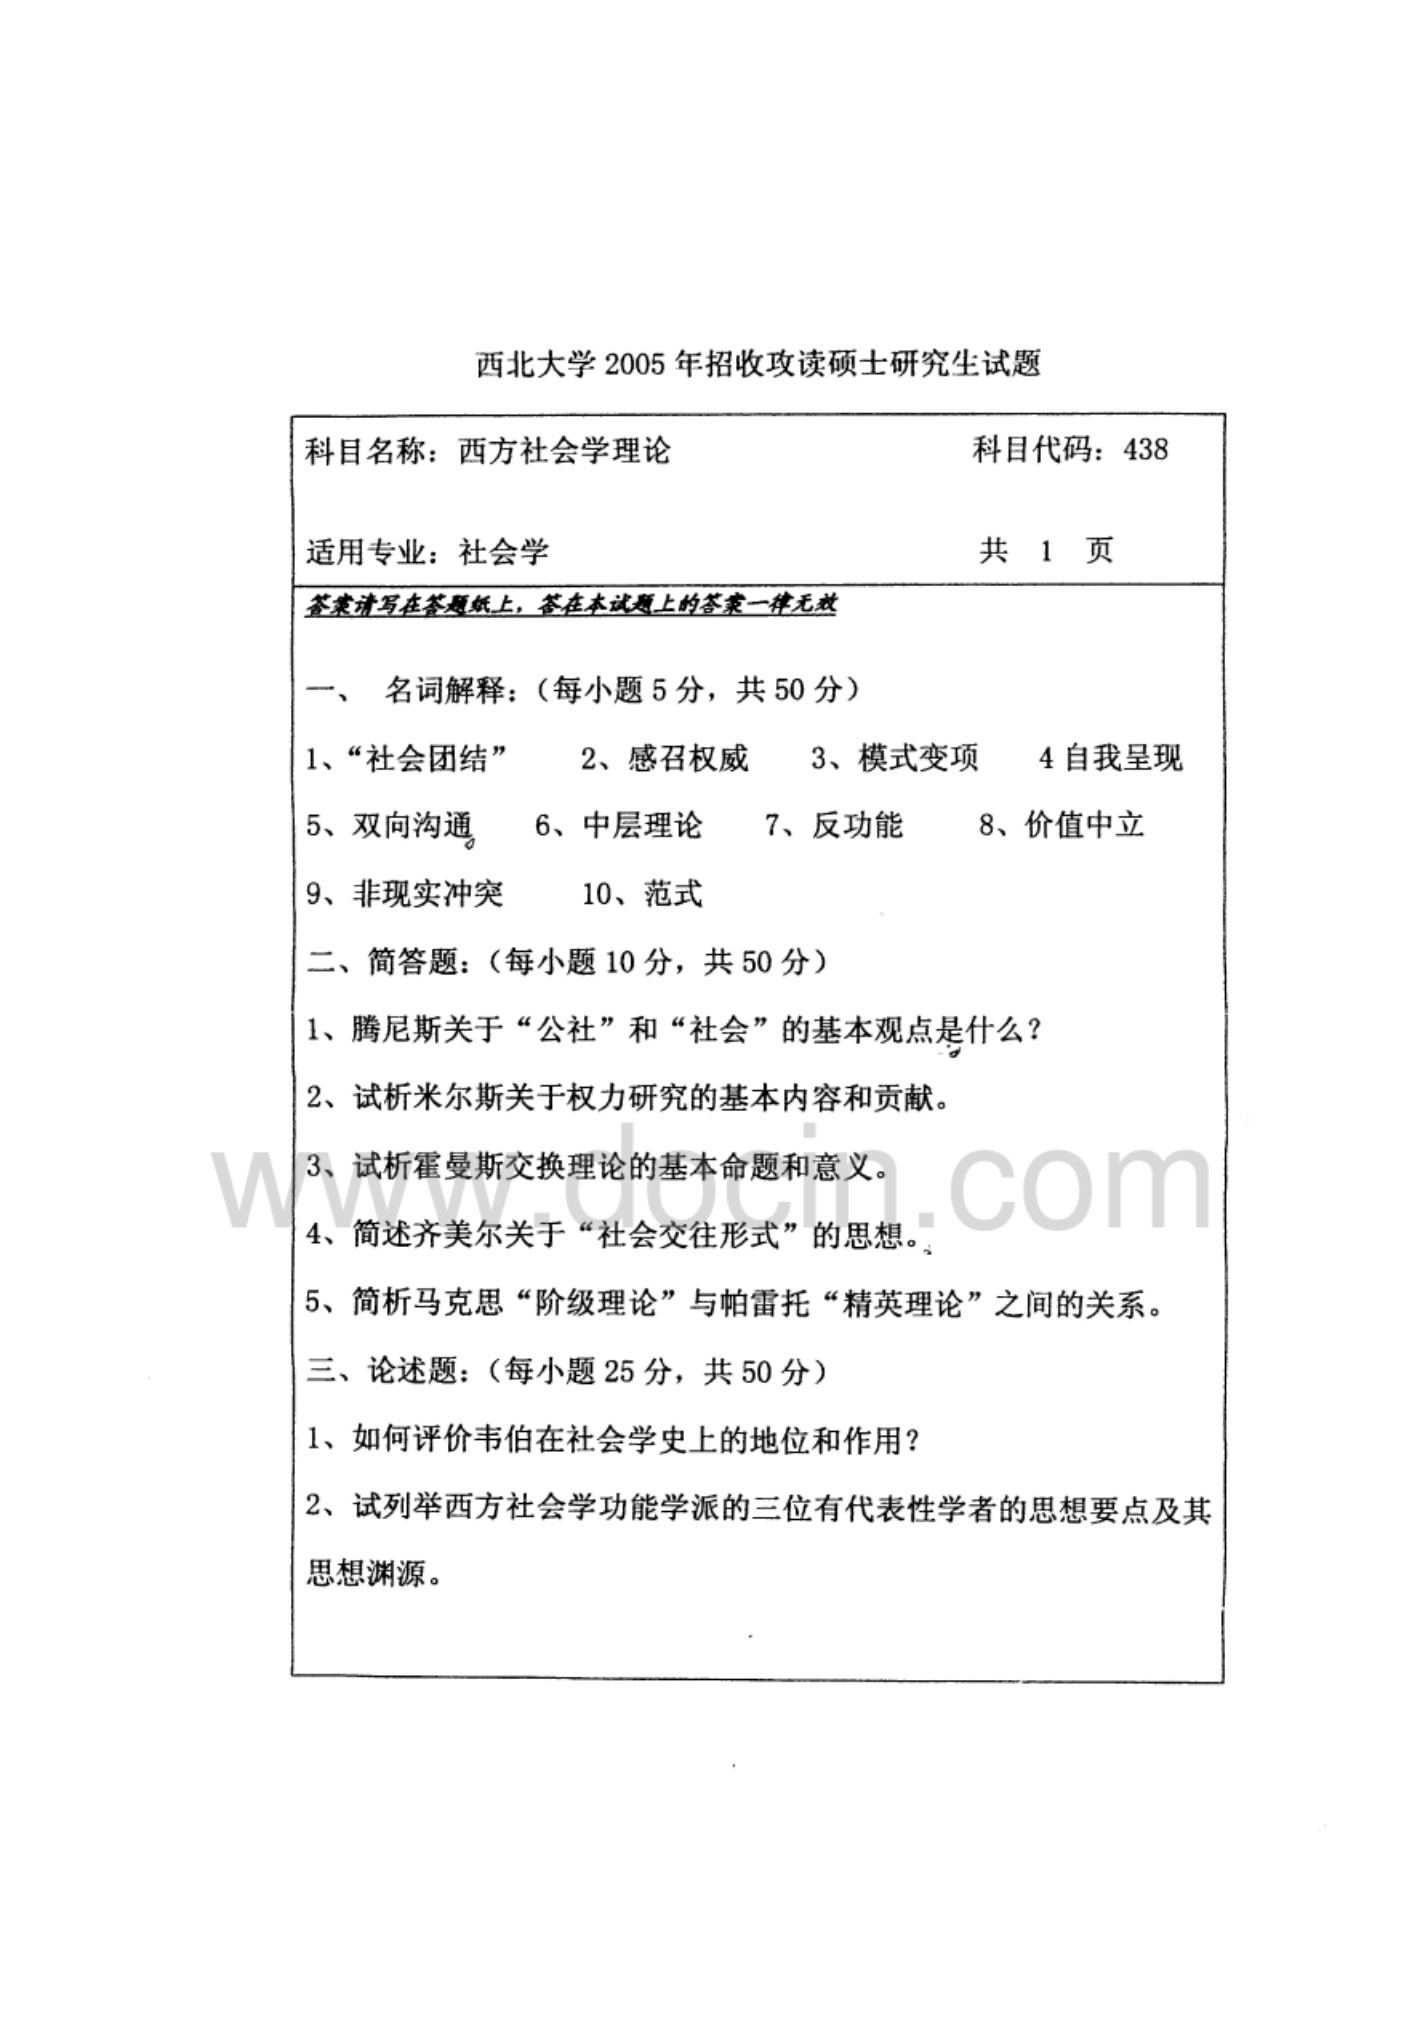 西北大学2005年招收攻读硕士研究生试题
科目名称：西方社会学理论 科目代码：438
适用专业：社会学 共 1 页
答案请写在答题纸上，答在本试题上的答案一律无效
一、 名词解释：（每小题5分，共50分）
1、“社会团结” 2、感召权威 3、模式变项 4自我呈现
5、双向沟通 6、中层理论 7、反功能 8、价值中立
9、非现实冲突 10、范式
二、简答题：（每小题10分，共50分）
1、腾尼斯关于“公社”和“社会”的基本观点是什么？
2、试析米尔斯关于权力研究的基本内容和贡献。
www.docin.com
3、试析霍曼斯交换理论的基本命题和意义。
4、简述齐美尔关于“社会交往形式”的思想。
5、简析马克思“阶级理论”与帕雷托“精英理论”之间的关系。
三、论述题：（每小题25分，共50分）
1、如何评价韦伯在社会学史上的地位和作用？
2、试列举西方社会学功能学派的三位有代表性学者的思想要点及其
思想渊源。